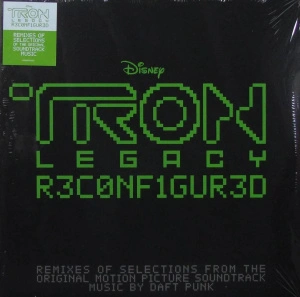 TRON
LEGACY
R3C0NF1GUR3D
REMIXES OF
SELECTIONS
OF THE ORIGINAL
SOUNDTRACK
MUSIC
Disney
TRON
LEGACY
R3C0NF1GUR3D
REMIXES OF SELECTIONS FROM THE
ORIGINAL MOTION PICTURE SOUNDTRACK
MUSIC BY DAFT PUNK